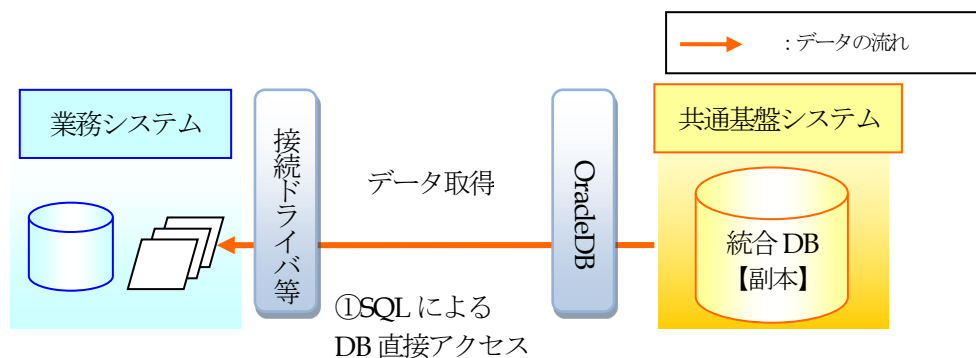 ：データの流れ
業務システム
接続ドライバ等
データ取得
OracleDB
共通基盤システム
統合 DB
【副本】
①SQL による
DB 直接アクセス